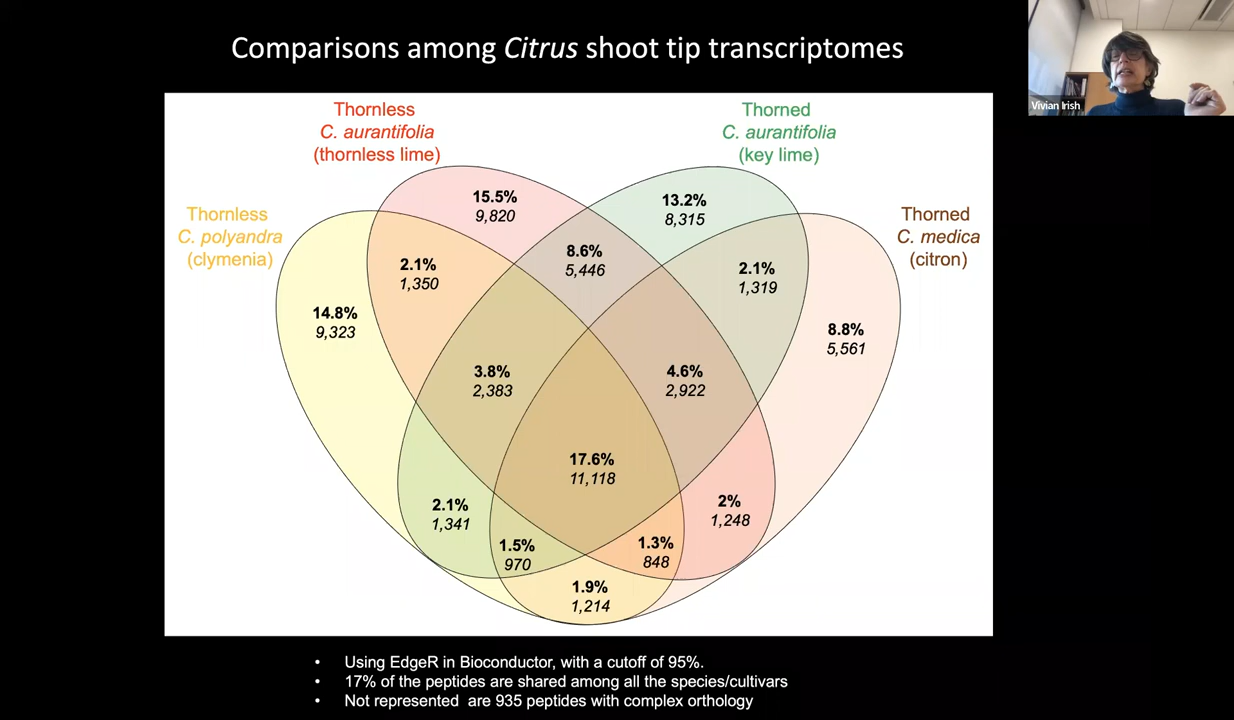 Comparisons among Citrus shoot tip transcriptomes
Vivian Irish
Thornless
C. aurantifolia
(thornless lime)
Thorned
C. aurantifolia
(key lime)
Thornless
C. polyandra
(clymenia)
Thorned
C. medica
(citron)
15.5%
9,820
13.2%
8,315
8.6%
5,446
2.1%
1,350
2.1%
1,319
14.8%
9,323
8.8%
5,561
3.8%
2,383
4.6%
2,922
17.6%
11,118
2.1%
1,341
2%
1,248
1.5%
970
1.3%
848
1.9%
1,214
• Using EdgeR in Bioconductor, with a cutoff of 95%.
• 17% of the peptides are shared among all the species/cultivars
• Not represented are 935 peptides with complex orthology